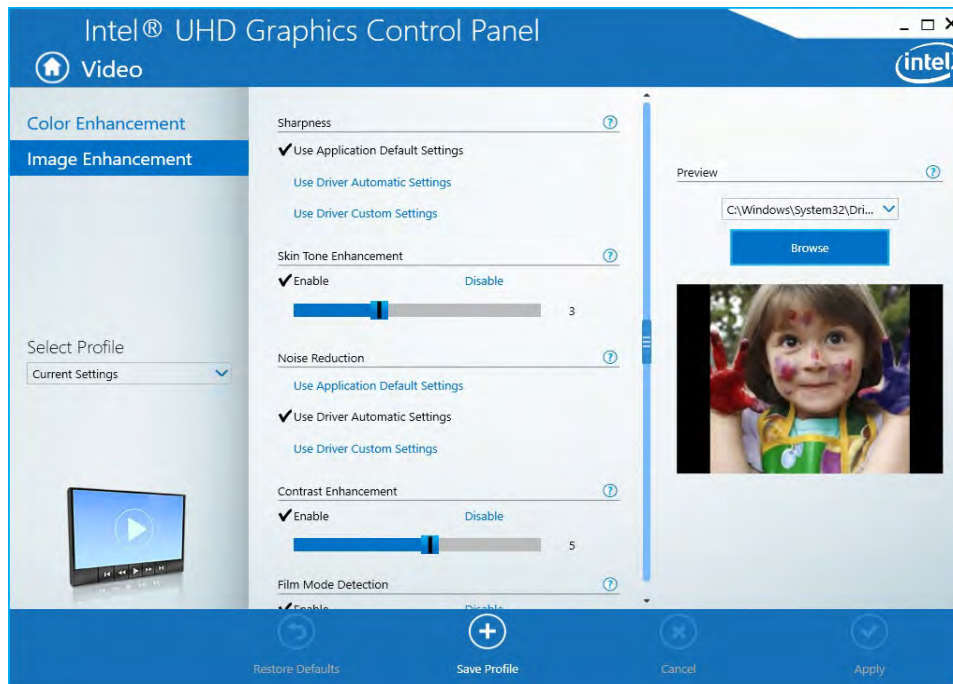 Intel® UHD Graphics Control Panel
Video
intel
Color Enhancement
Image Enhancement
Select Profile
Current Settings
Sharpness
Use Application Default Settings
Use Driver Automatic Settings
Use Driver Custom Settings
Skin Tone Enhancement
Enable Disable
3
Noise Reduction
Use Application Default Settings
Use Driver Automatic Settings
Use Driver Custom Settings
Contrast Enhancement
Enable Disable
5
Film Mode Detection
Enable Disable
Preview
C:\Windows\System32\Dri...
Browse
Restore Defaults
Save Profile
Cancel
Apply